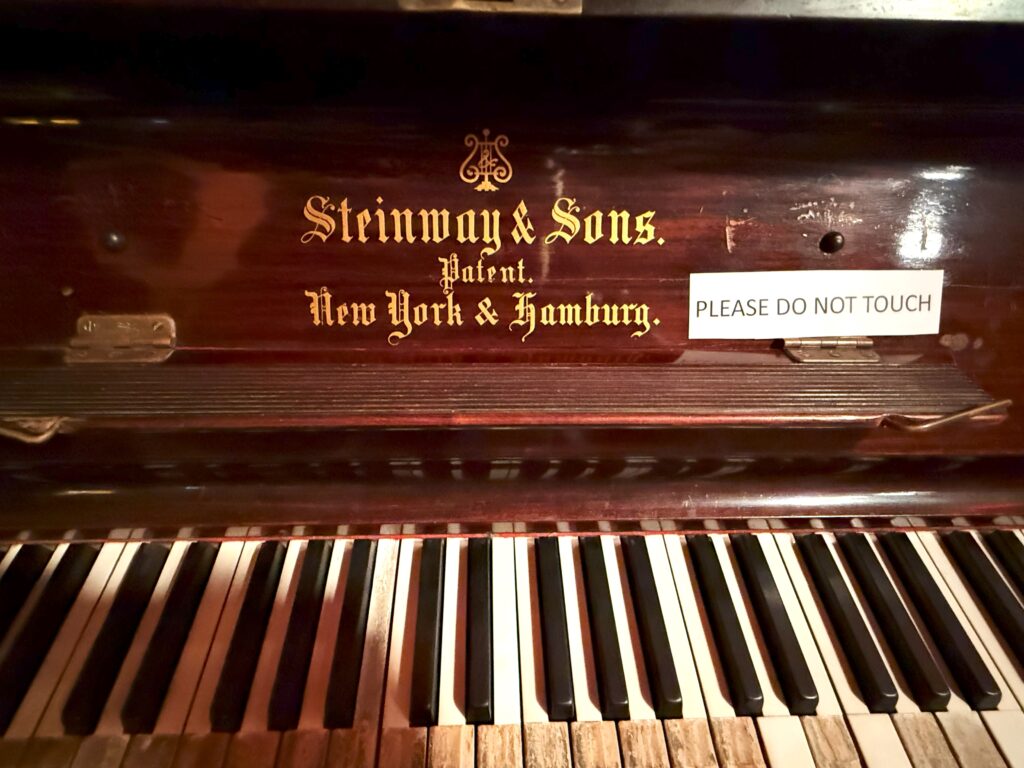 Steinway & Sons.
Patent.
New York & Hamburg.
PLEASE DO NOT TOUCH